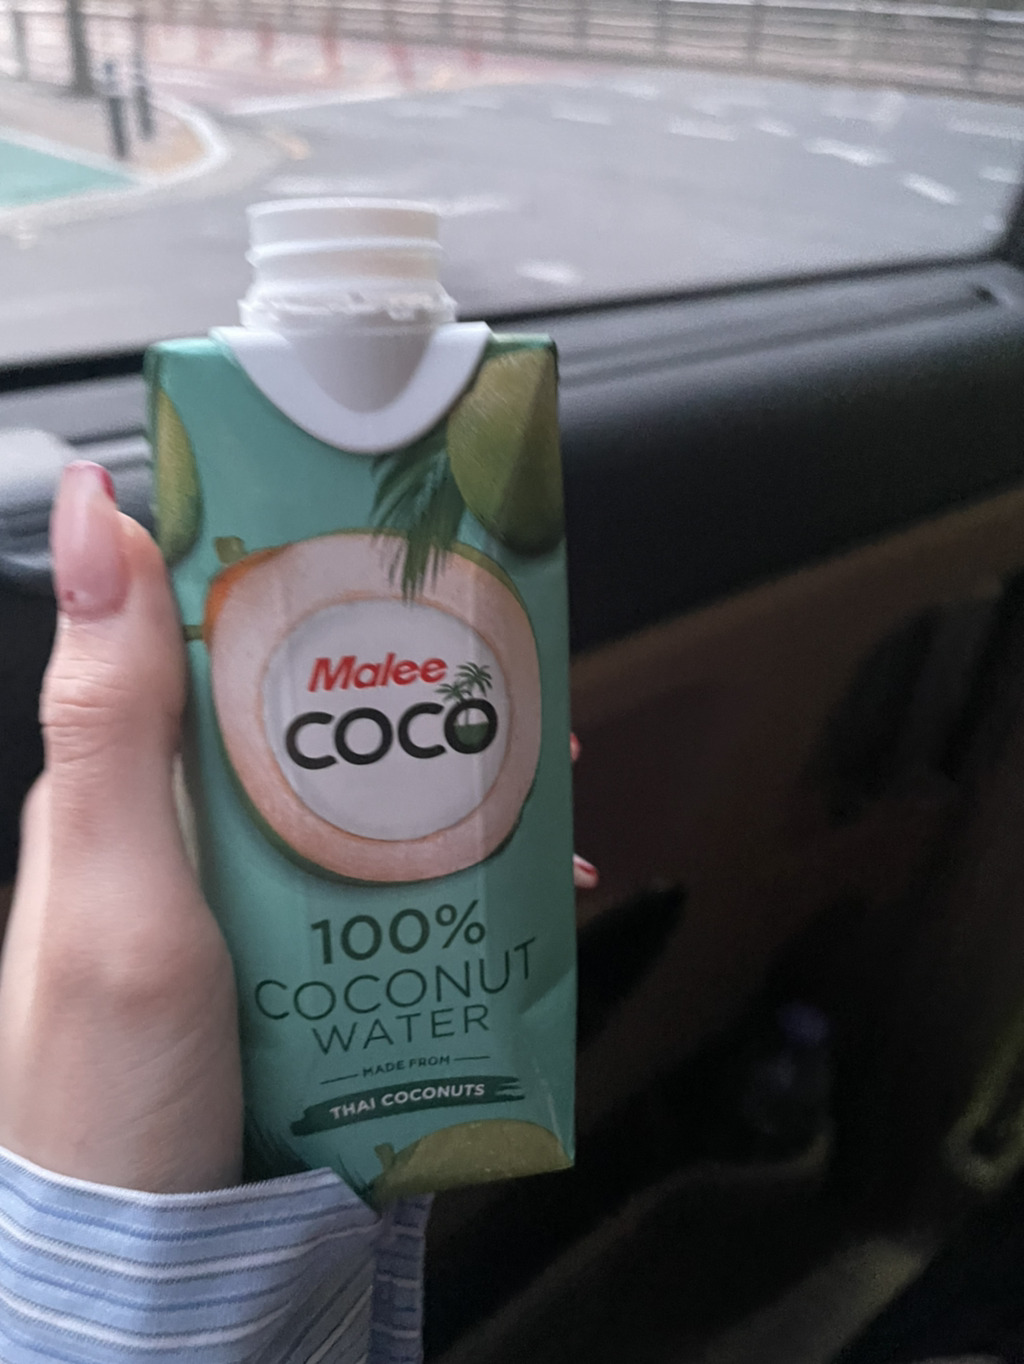 Malee
COCO
100%
COCONUT
WATER
MADE FROM
THAI COCONUTS